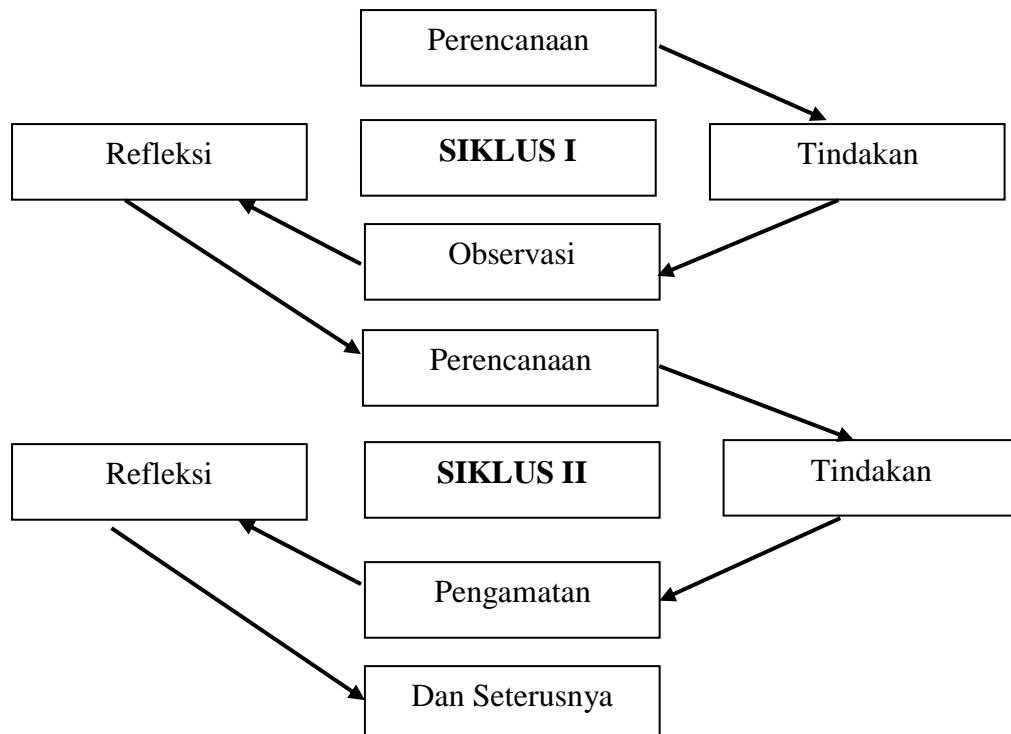 Perencanaan
Refleksi
SIKLUS I
Tindakan
Observasi
Perencanaan
Refleksi
SIKLUS II
Tindakan
Pengamatan
Dan Seterusnya